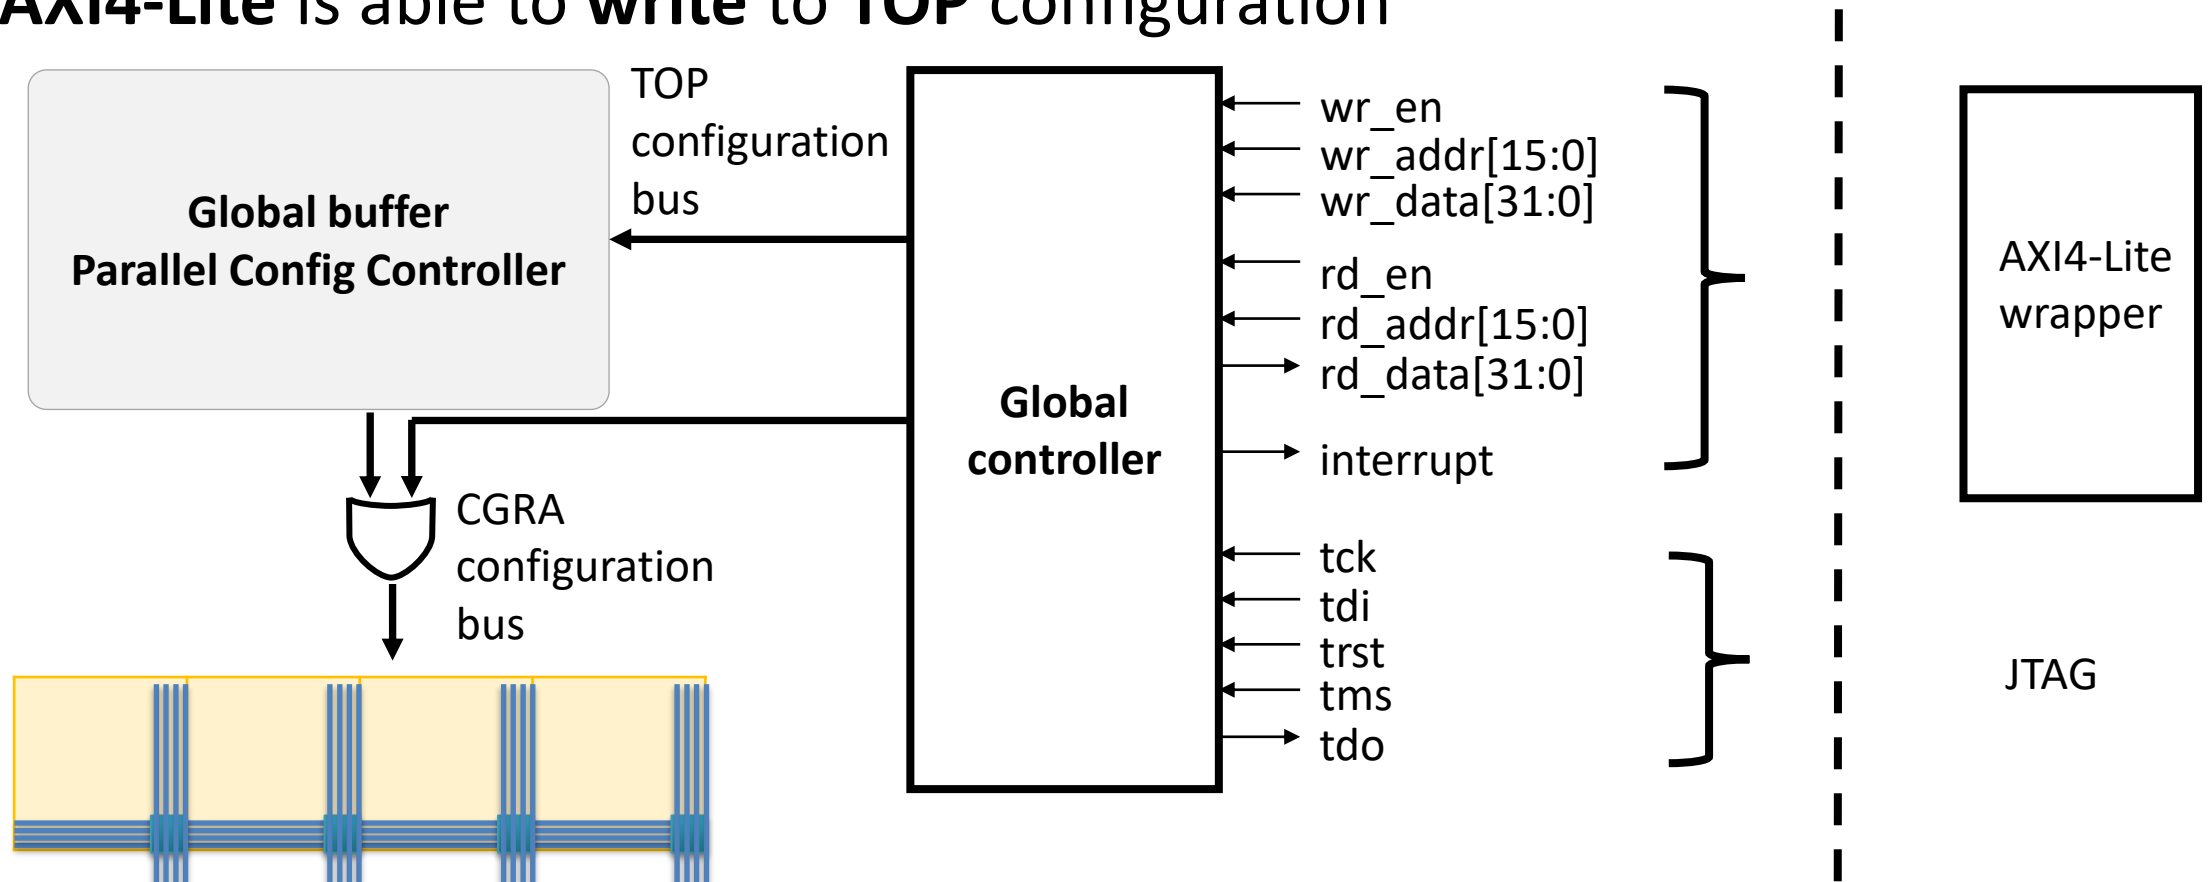 AXI4-Lite is able to write to TOP configuration
TOP
configuration
bus
Global buffer
Parallel Config Controller
Global
controller
wr_en
wr_addr[15:0]
wr_data[31:0]
rd_en
rd_addr[15:0]
rd_data[31:0]
interrupt
tck
tdi
trst
tms
tdo
AXI4-Lite
wrapper
JTAG
CGRA
configuration
bus